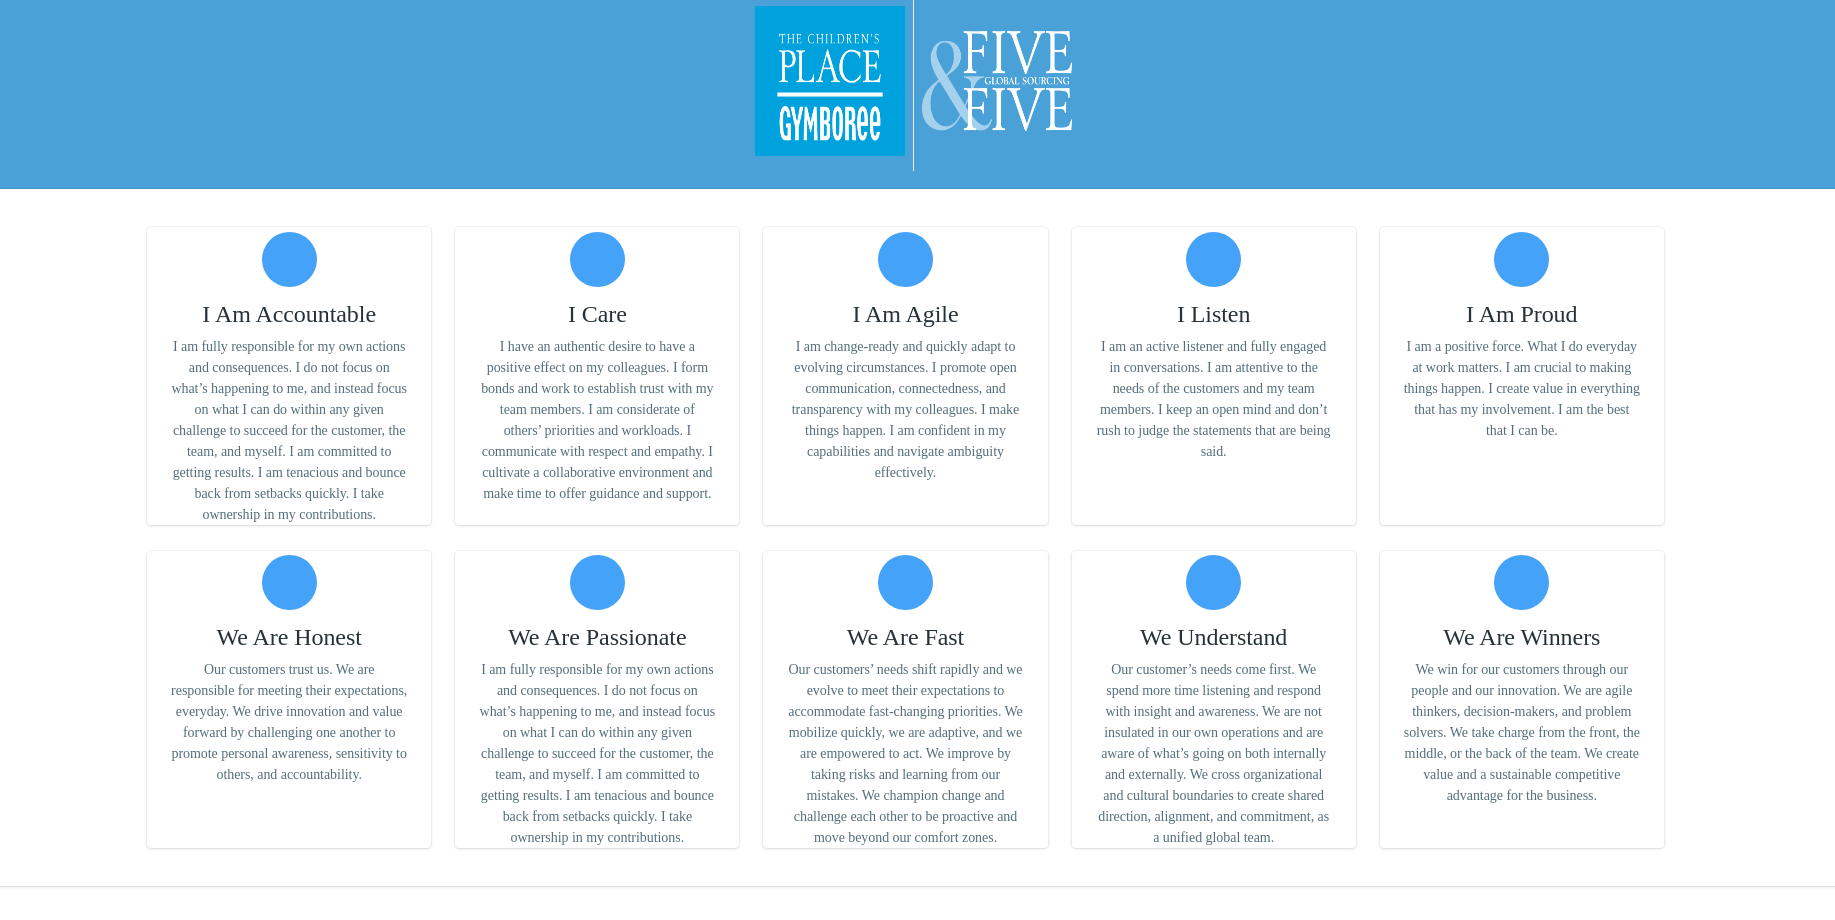 THE CHILDREN'S
PLACE
GYMBOREE
&
FIVE
GLOBAL SOURCING
FIVE
I Am Accountable
I am fully responsible for my own actions
and consequences. I do not focus on
what’s happening to me, and instead focus
on what I can do within any given
challenge to succeed for the customer, the
team, and myself. I am committed to
getting results. I am tenacious and bounce
back from setbacks quickly. I take
ownership in my contributions.
I Care
I have an authentic desire to have a
positive effect on my colleagues. I form
bonds and work to establish trust with my
team members. I am considerate of
others’ priorities and workloads. I
communicate with respect and empathy. I
cultivate a collaborative environment and
make time to offer guidance and support.
I Am Agile
I am change-ready and quickly adapt to
evolving circumstances. I promote open
communication, connectedness, and
transparency with my colleagues. I make
things happen. I am confident in my
capabilities and navigate ambiguity
effectively.
I Listen
I am an active listener and fully engaged
in conversations. I am attentive to the
needs of the customers and my team
members. I keep an open mind and don’t
rush to judge the statements that are being
said.
I Am Proud
I am a positive force. What I do everyday
at work matters. I am crucial to making
things happen. I create value in everything
that has my involvement. I am the best
that I can be.
We Are Honest
Our customers trust us. We are
responsible for meeting their expectations,
everyday. We drive innovation and value
forward by challenging one another to
promote personal awareness, sensitivity to
others, and accountability.
We Are Passionate
I am fully responsible for my own actions
and consequences. I do not focus on
what’s happening to me, and instead focus
on what I can do within any given
challenge to succeed for the customer, the
team, and myself. I am committed to
getting results. I am tenacious and bounce
back from setbacks quickly. I take
ownership in my contributions.
We Are Fast
Our customers’ needs shift rapidly and we
evolve to meet their expectations to
accommodate fast-changing priorities. We
mobilize quickly, we are adaptive, and we
are empowered to act. We improve by
taking risks and learning from our
mistakes. We champion change and
challenge each other to be proactive and
move beyond our comfort zones.
We Understand
Our customer’s needs come first. We
spend more time listening and respond
with insight and awareness. We are not
insulated in our own operations and are
aware of what’s going on both internally
and externally. We cross organizational
and cultural boundaries to create shared
direction, alignment, and commitment, as
a unified global team.
We Are Winners
We win for our customers through our
people and our innovation. We are agile
thinkers, decision-makers, and problem
solvers. We take charge from the front, the
middle, or the back of the team. We create
value and a sustainable competitive
advantage for the business.